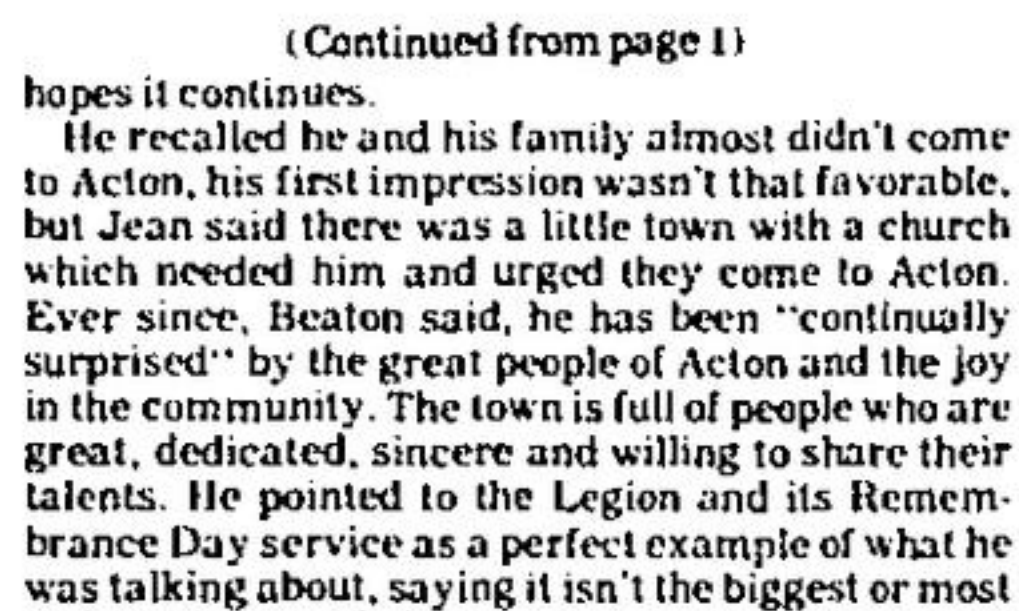 (Continued from page 1)
hopes it continues.
He recalled he and his family almost didn't come
to Acton, his first impression wasn't that favorable,
but Jean said there was a little town with a church
which needed him and urged they come to Acton.
Ever since, Beaton said, he has been "continually
surprised" by the great people of Acton and the joy
in the community. The town is full of people who are
great, dedicated, sincere and willing to share their
talents. He pointed to the Legion and its Remem-
brance Day service as a perfect example of what he
was talking about, saying it isn't the biggest or most